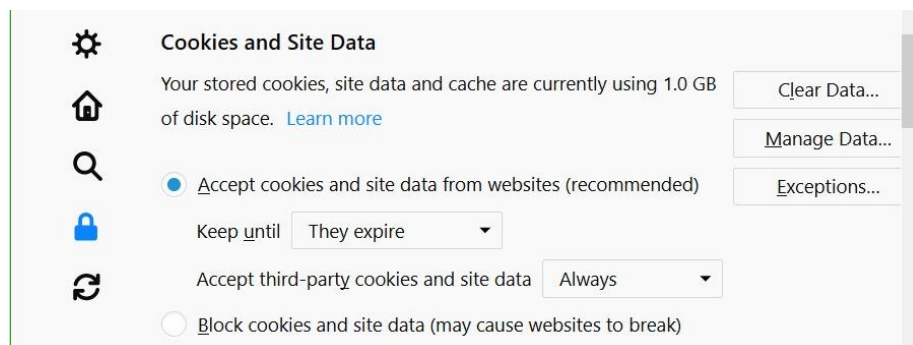 Cookies and Site Data
Your stored cookies, site data and cache are currently using 1.0 GB
of disk space. Learn more
Clear Data...
Manage Data...
Accept cookies and site data from websites (recommended)
Exceptions...
Keep until They expire
Accept third-party cookies and site data Always
Block cookies and site data (may cause websites to break)